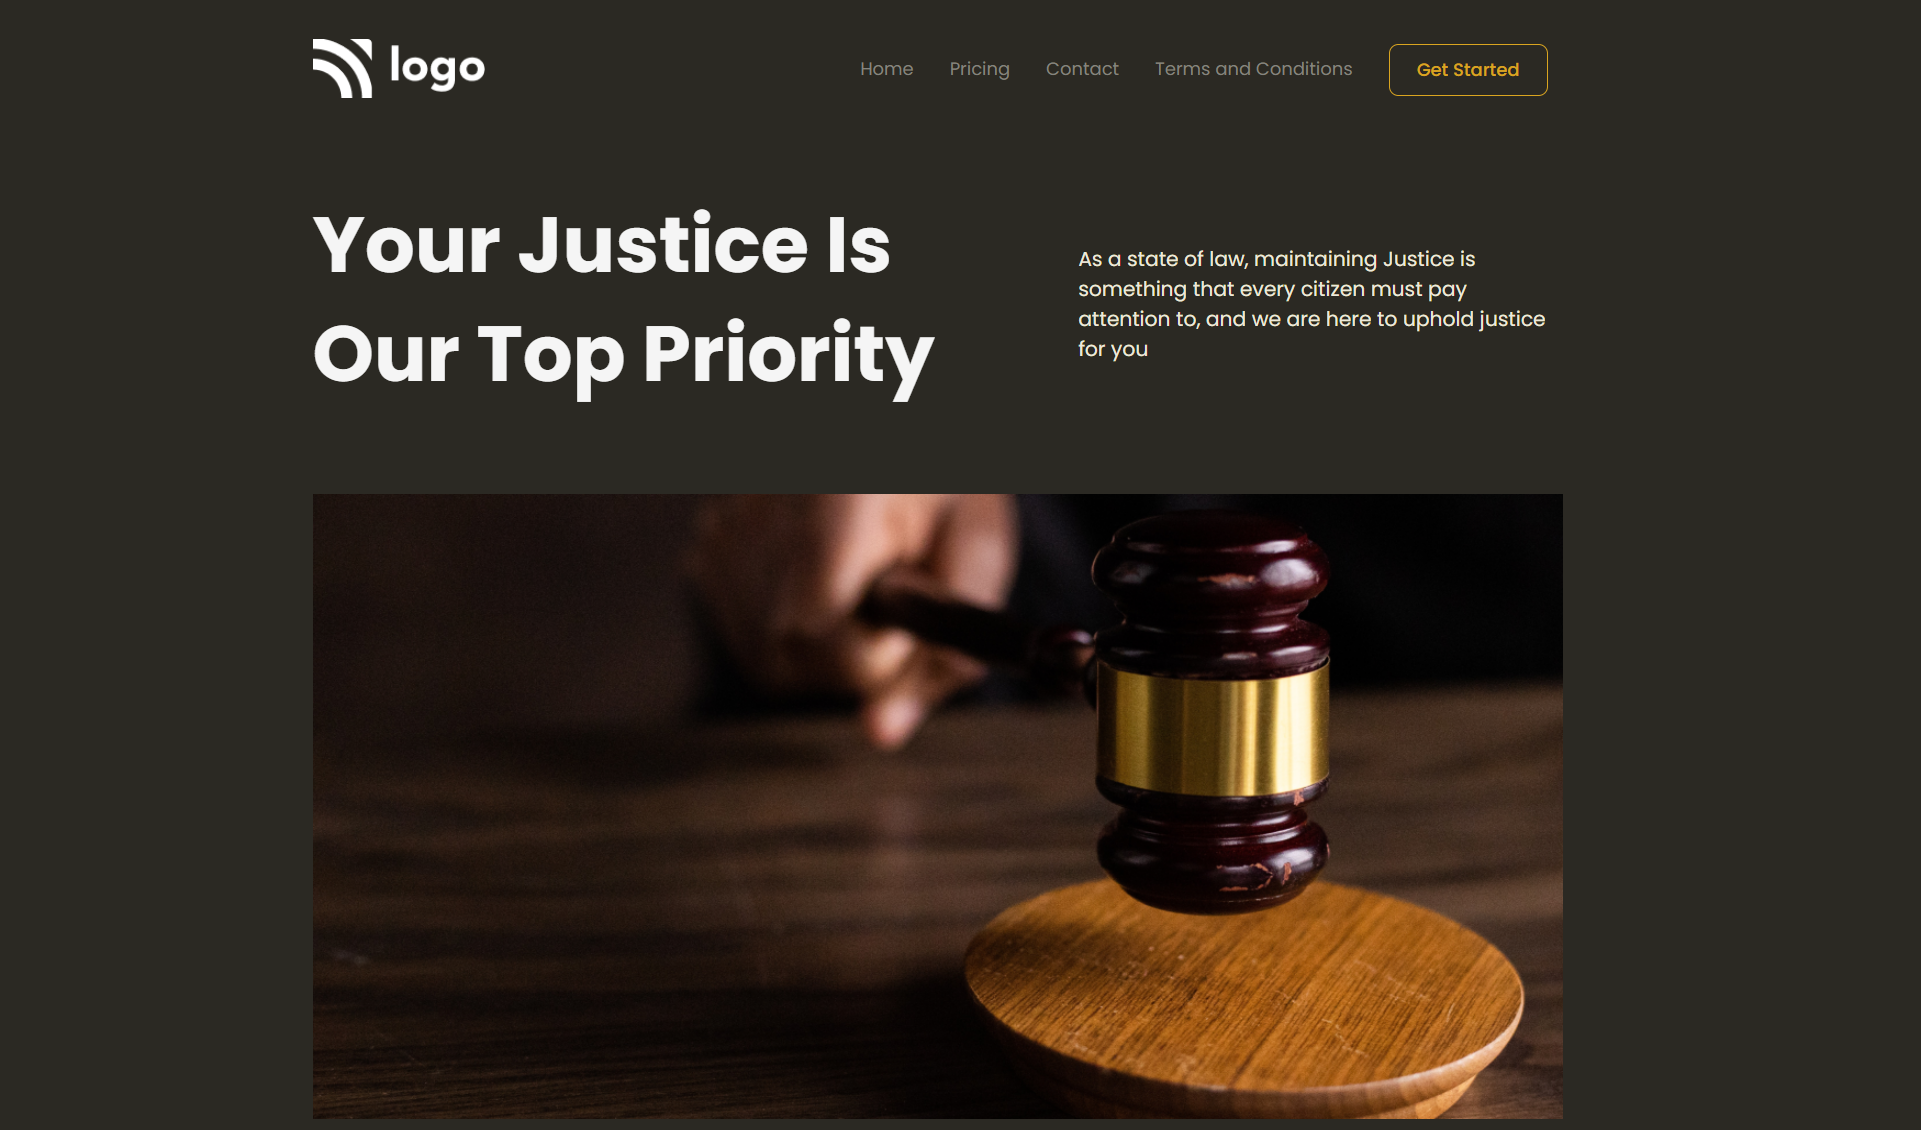 logo
Home Pricing Contact Terms and Conditions Get Started
Your Justice Is
Our Top Priority
As a state of law, maintaining Justice is
something that every citizen must pay
attention to, and we are here to uphold justice
for you